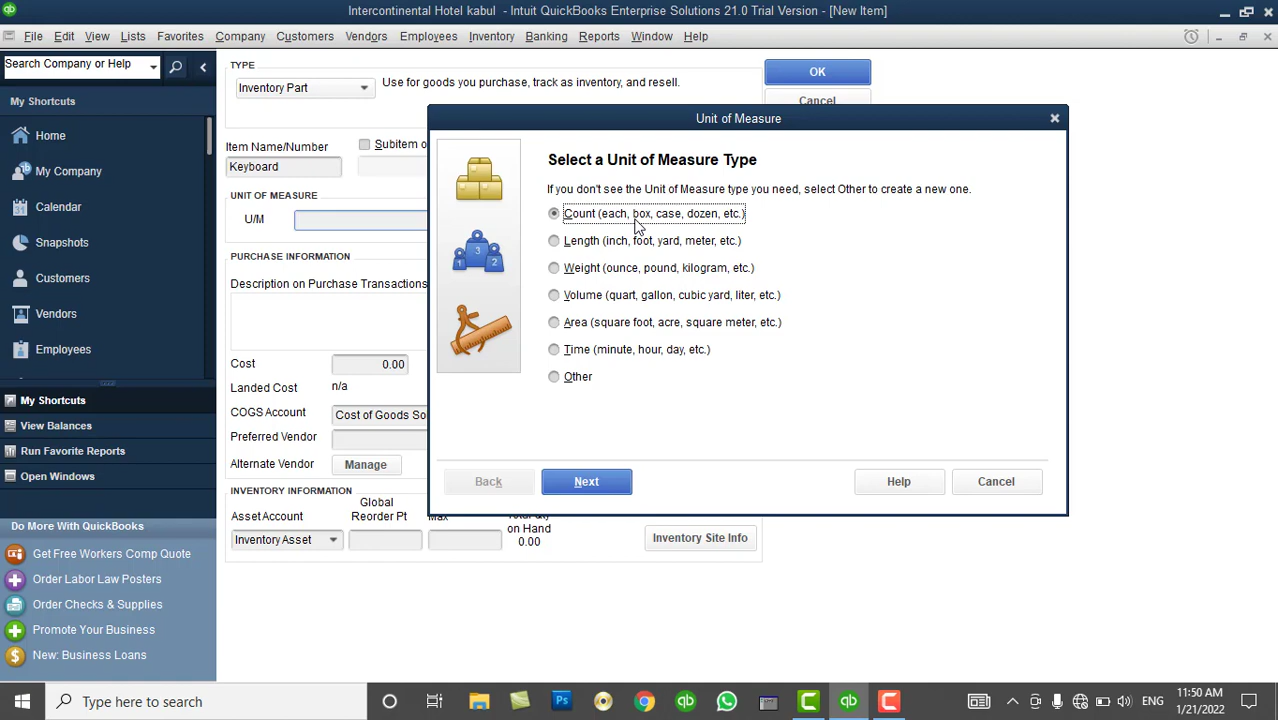 Intercontinental Hotel kabul - Intuit QuickBooks Enterprise Solutions 21.0 Trial Version - [New Item]
File Edit View Lists Favorites Company Customers Vendors Employees Inventory Banking Reports Window Help
Search Company or Help
My Shortcuts
Home
My Company
Calendar
Snapshots
Customers
Vendors
Employees
My Shortcuts
View Balances
Run Favorite Reports
Open Windows
Do More With QuickBooks
Get Free Workers Comp Quote
Order Labor Law Posters
Order Checks & Supplies
Promote Your Business
New: Business Loans
TYPE
Inventory Part
Use for goods you purchase, track as inventory, and resell.
OK
Cancel
Item Name/Number
Subitem o
Keyboard
UNIT OF MEASURE
U/M
PURCHASE INFORMATION
Description on Purchase Transactions
Cost 0.00
Landed Cost n/a
COGS Account Cost of Goods So
Preferred Vendor
Alternate Vendor Manage
INVENTORY INFORMATION
Asset Account
Global
Reorder Pt
Max
on Hand
Inventory Asset
0.00
Inventory Site Info
Unit of Measure
Select a Unit of Measure Type
If you don't see the Unit of Measure type you need, select Other to create a new one.
Count (each, box, case, dozen, etc.)
Length (inch, foot, yard, meter, etc.)
Weight (ounce, pound, kilogram, etc.)
Volume (quart, gallon, cubic yard, liter, etc.)
Area (square foot, acre, square meter, etc.)
Time (minute, hour, day, etc.)
Other
1 3 2
Back Next Help Cancel
Type here to search
ENG
11:50 AM
1/21/2022